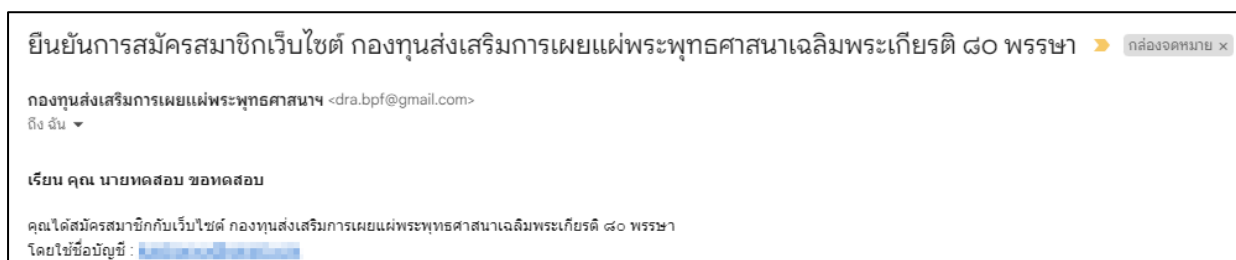 ยืนยันการสมัครสมาชิกเว็บไซต์ กองทุนส่งเสริมการเผยแผ่พระพุทธศาสนาเฉลิมพระเกียรติ ๘๐ พรรษา กล่องจดหมาย ×
กองทุนส่งเสริมการเผยแผ่พระพุทธศาสนาฯ <dra.bpf@gmail.com>
ถึง ฉัน
เรียน คุณ นายทดสอบ ขอทดสอบ
คุณได้สมัครสมาชิกกับเว็บไซต์ กองทุนส่งเสริมการเผยแผ่พระพุทธศาสนาเฉลิมพระเกียรติ ๘๐ พรรษา
โดยใช้ชื่อบัญชี :